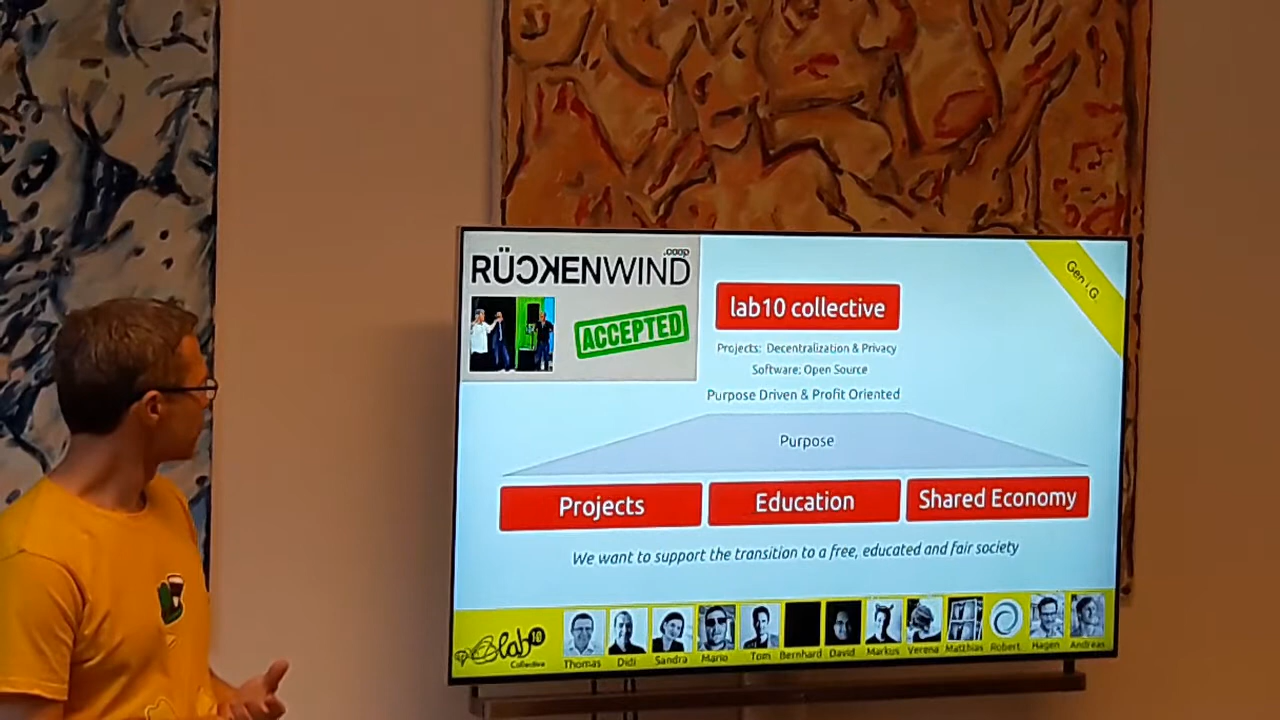 RÜCKENWIND
.coop
ACCEPTED
lab10 collective
Gen i.G.
Projects: Decentralization & Privacy
Software: Open Source
Purpose Driven & Profit Oriented
Purpose
Projects
Education
Shared Economy
We want to support the transition to a free, educated and fair society
lab10
Collective
Thomas Didi Sandra Mario Tom Bernhard David Markus Verena Matthias Robert Hagen Andreas